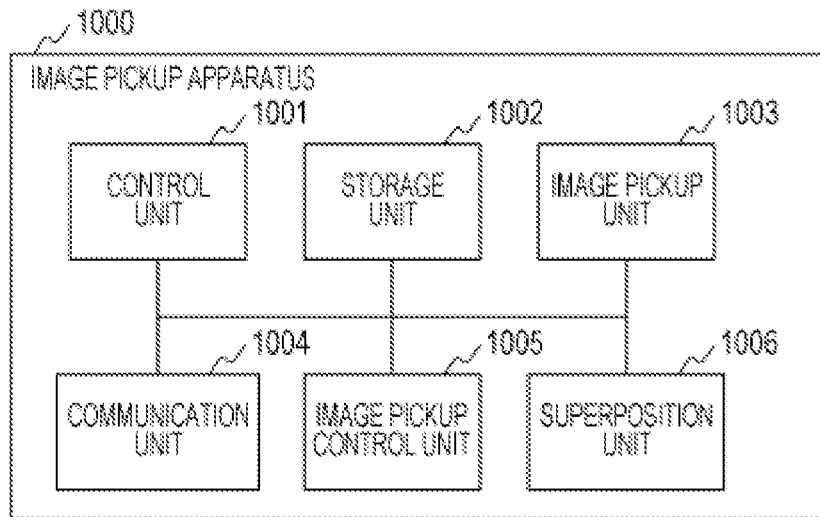 1000
IMAGE PICKUP APPARATUS
1001
CONTROL
UNIT
1002
STORAGE
UNIT
1003
IMAGE PICKUP
UNIT
1004
COMMUNICATION
UNIT
1005
IMAGE PICKUP
CONTROL UNIT
1006
SUPERPOSITION
UNIT